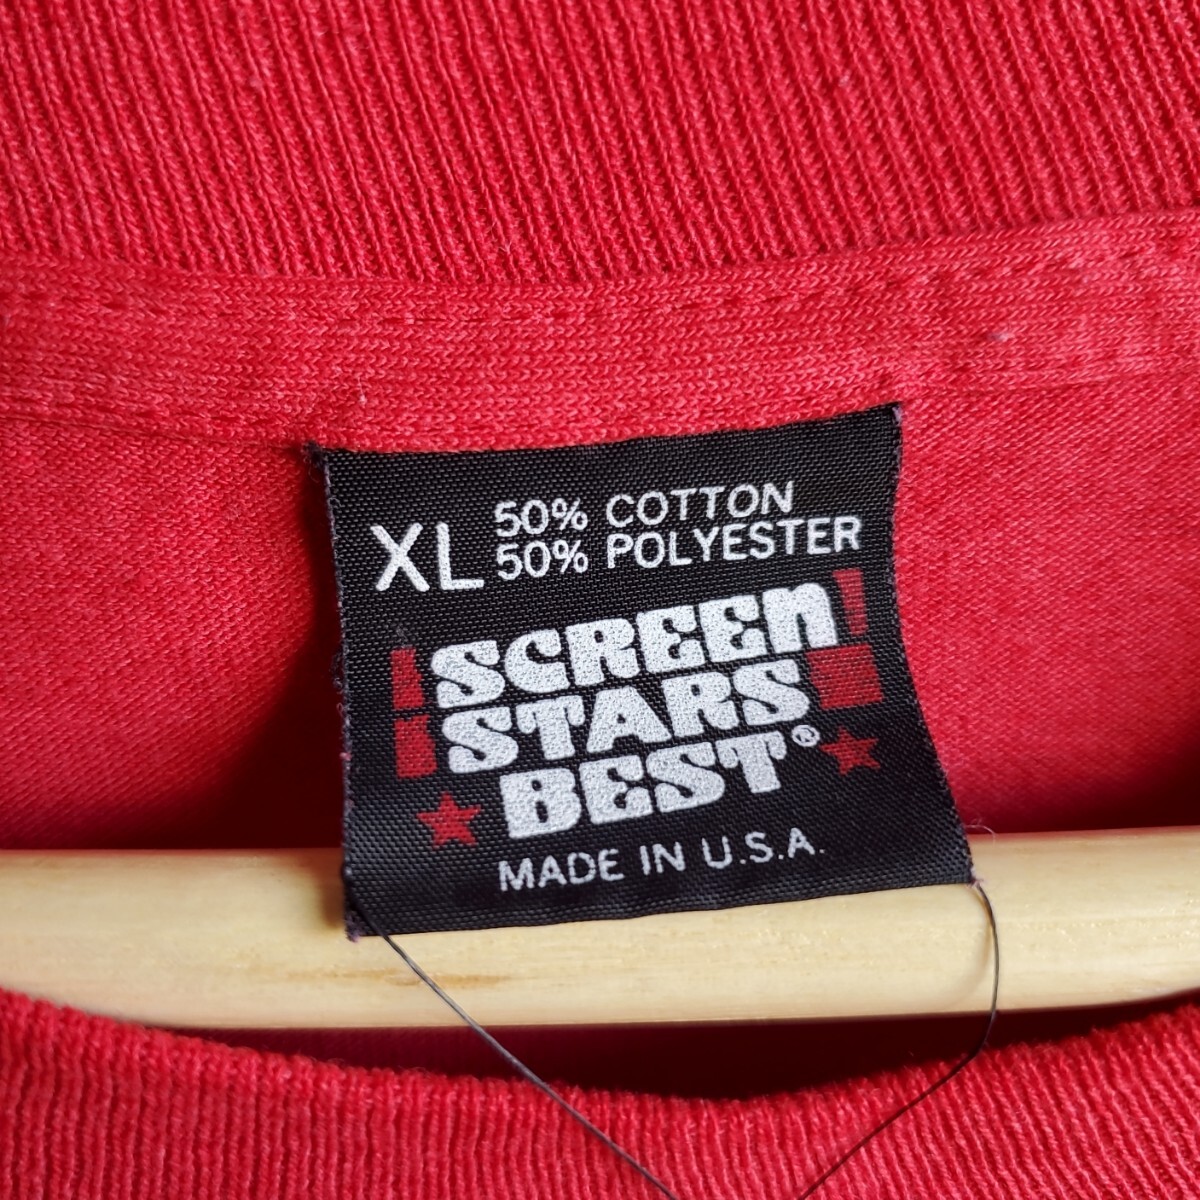 XL 50% COTTON
50% POLYESTER
SCREEn
STARS
BEST®
MADE IN U.S.A.